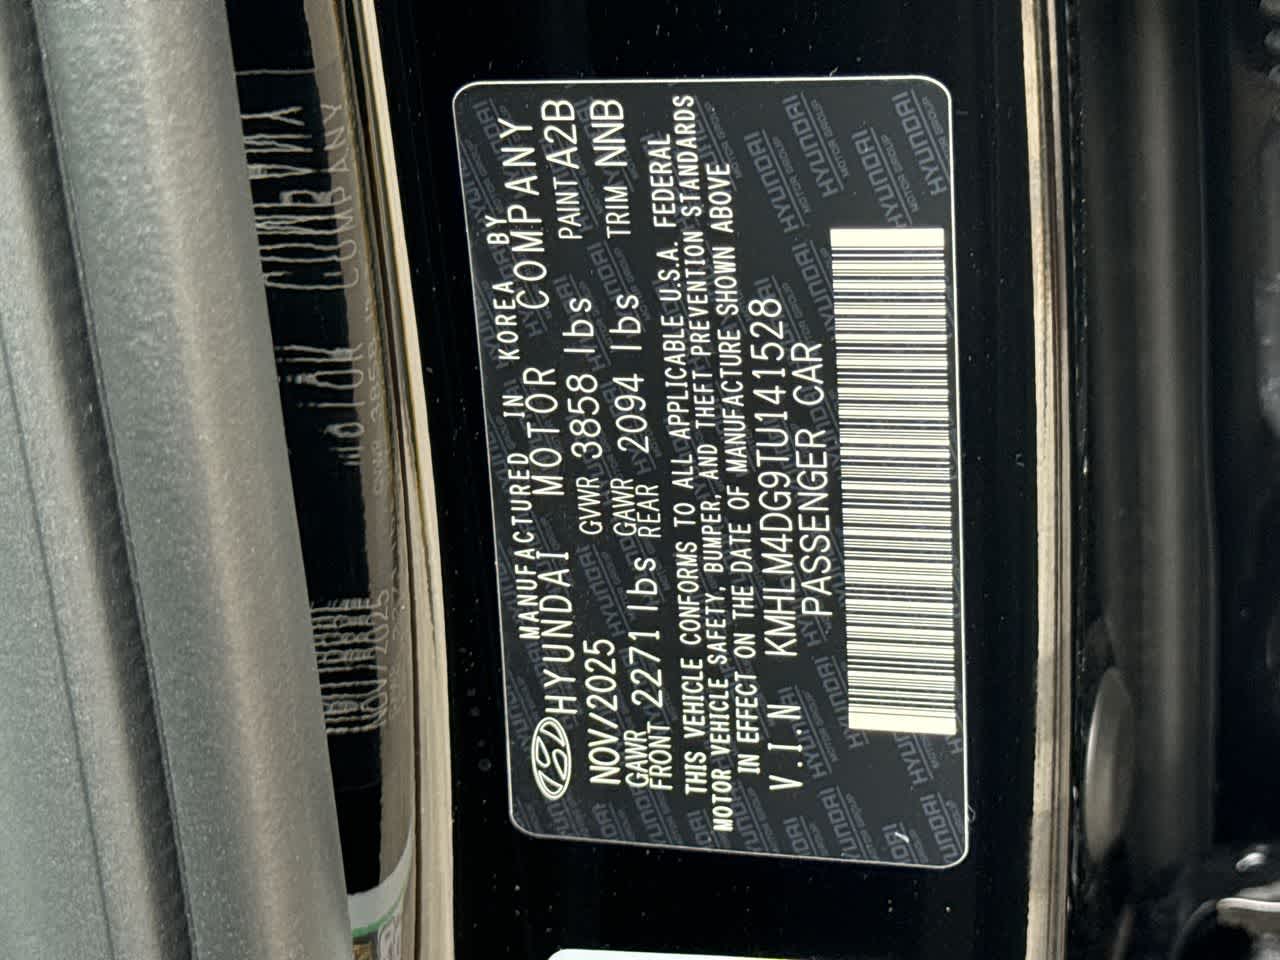 MANUFACTURED IN KOREA BY
HYUNDAI MOTOR COMPANY
NOV/2025 GVWR 3858 lbs PAINT A2B
GAWR FRONT 2271 lbs GAWR REAR 2094 lbs TRIM NNB
THIS VEHICLE CONFORMS TO ALL APPLICABLE U.S.A. FEDERAL
MOTOR VEHICLE SAFETY, BUMPER, AND THEFT PREVENTION STANDARDS
IN EFFECT ON THE DATE OF MANUFACTURE SHOWN ABOVE
V.I.N KMHLM4DG9TU141528
PASSENGER CAR